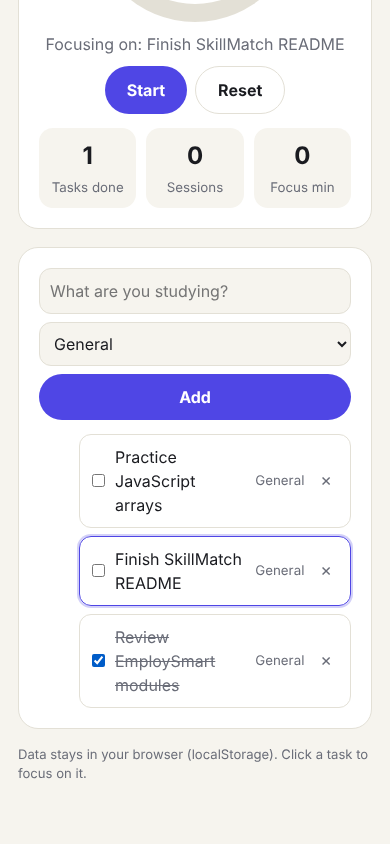 Focusing on: Finish SkillMatch README
Start
Reset
1
Tasks done
0
Sessions
0
Focus min
What are you studying?
General
Add
Practice
JavaScript
arrays
General
×
Finish SkillMatch
README
General
×
Review
EmploySmart
modules
General
×
Data stays in your browser (localStorage). Click a task to
focus on it.